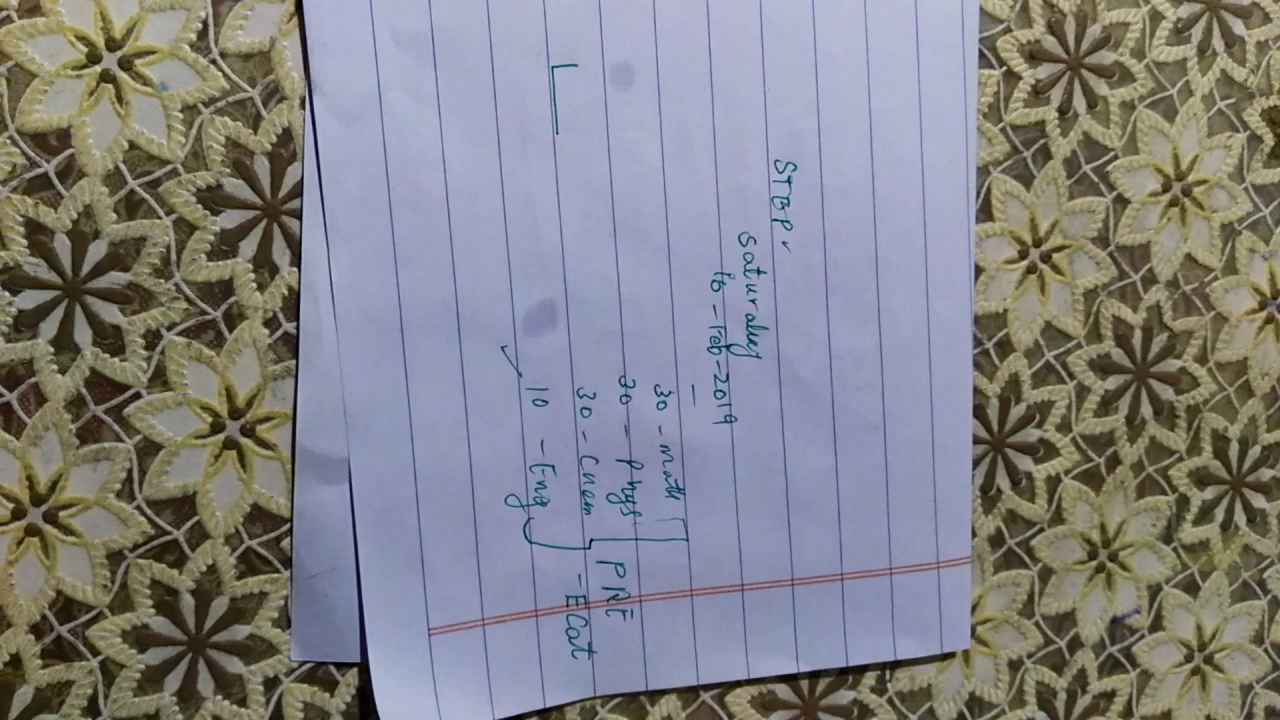 STEP.
Saturday
16-Feb-2019
30 - Math
30 - Phys
30 - Chem
10 - Eng
PRE
- ECat